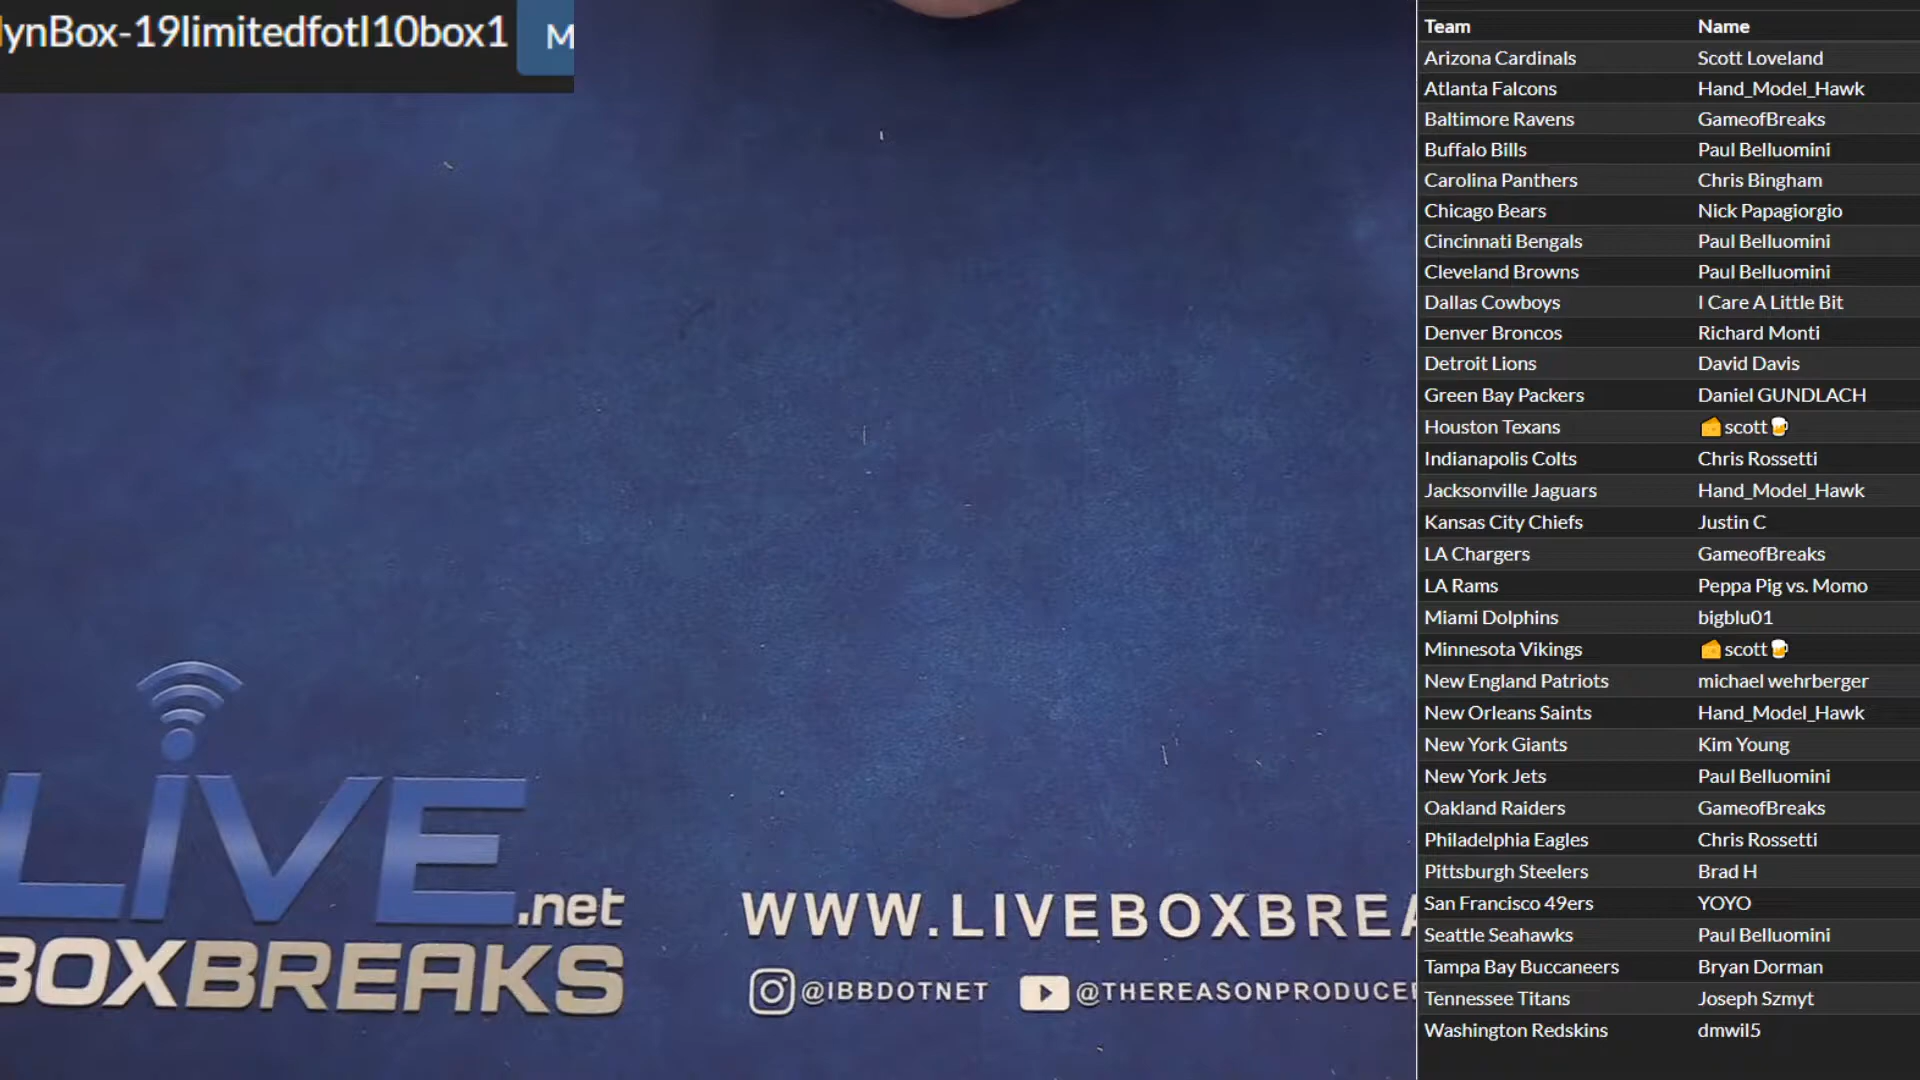 lynBox-19limitedfotl10box1 M
Team Name
Arizona Cardinals Scott Loveland
Atlanta Falcons Hand_Model_Hawk
Baltimore Ravens GameofBreaks
Buffalo Bills Paul Belluomini
Carolina Panthers Chris Bingham
Chicago Bears Nick Papagiorgio
Cincinnati Bengals Paul Belluomini
Cleveland Browns Paul Belluomini
Dallas Cowboys I Care A Little Bit
Denver Broncos Richard Monti
Detroit Lions David Davis
Green Bay Packers Daniel GUNDLACH
Houston Texans 🧀scott🍺
Indianapolis Colts Chris Rossetti
Jacksonville Jaguars Hand_Model_Hawk
Kansas City Chiefs Justin C
LA Chargers GameofBreaks
LA Rams Peppa Pig vs. Momo
Miami Dolphins bigblu01
Minnesota Vikings 🧀scott🍺
New England Patriots michael wehrberger
New Orleans Saints Hand_Model_Hawk
New York Giants Kim Young
New York Jets Paul Belluomini
Oakland Raiders GameofBreaks
Philadelphia Eagles Chris Rossetti
Pittsburgh Steelers Brad H
San Francisco 49ers YOYO
Seattle Seahawks Paul Belluomini
Tampa Bay Buccaneers Bryan Dorman
Tennessee Titans Joseph Szmyt
Washington Redskins dmwil5
LIVE.net
BOXBREAKS
WWW.LIVEBOXBREA
@IBBDOTNET @THEREASONPRODUCE